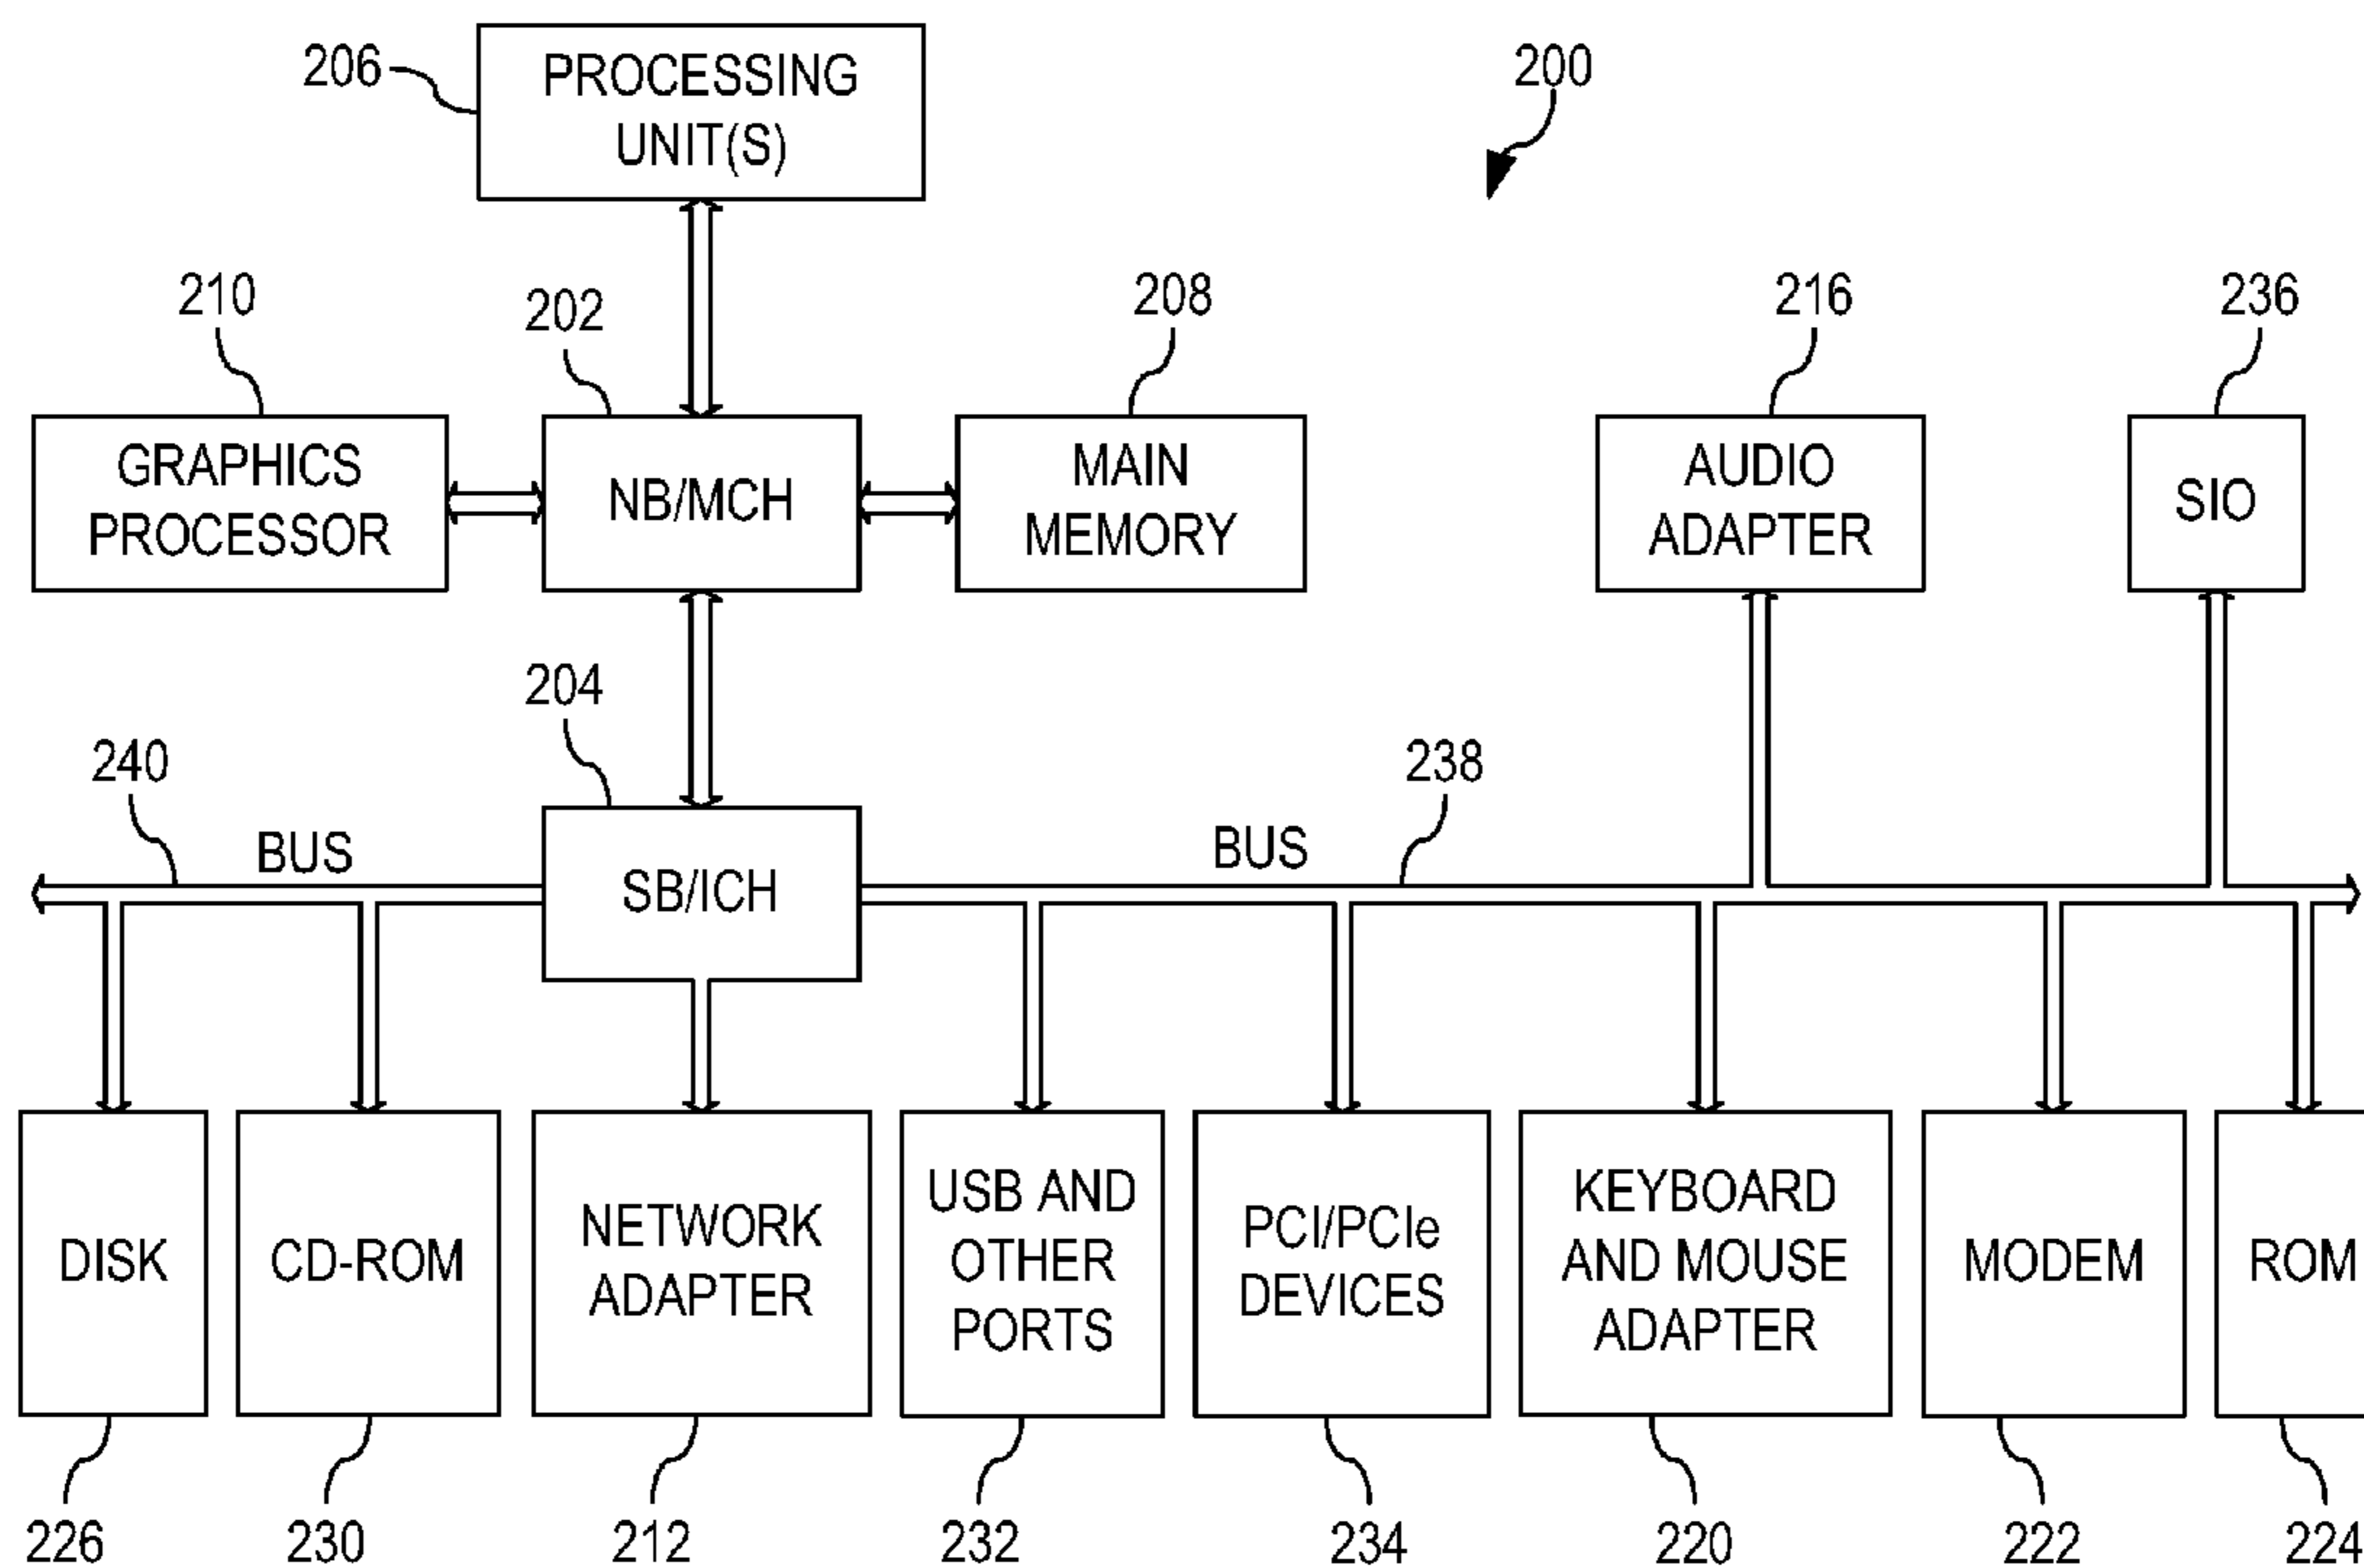 206
PROCESSING
UNIT(S)
200
210
202
208
216
236
GRAPHICS
PROCESSOR
NB/MCH
MAIN
MEMORY
AUDIO
ADAPTER
SIO
204
240
238
BUS
BUS
SB/ICH
DISK
CD-ROM
NETWORK
ADAPTER
USB AND
OTHER
PORTS
PCI/PCIe
DEVICES
KEYBOARD
AND MOUSE
ADAPTER
MODEM
ROM
226
230
212
232
234
220
222
224